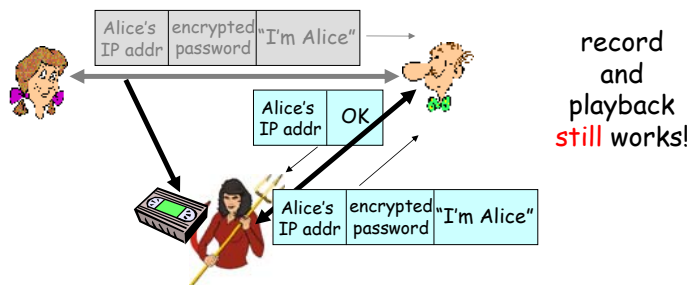 Alice's
IP addr
encrypted
password
"I'm Alice"
record
and
playback
still works!
Alice's
IP addr
OK
Alice's
IP addr
encrypted
password
"I'm Alice"